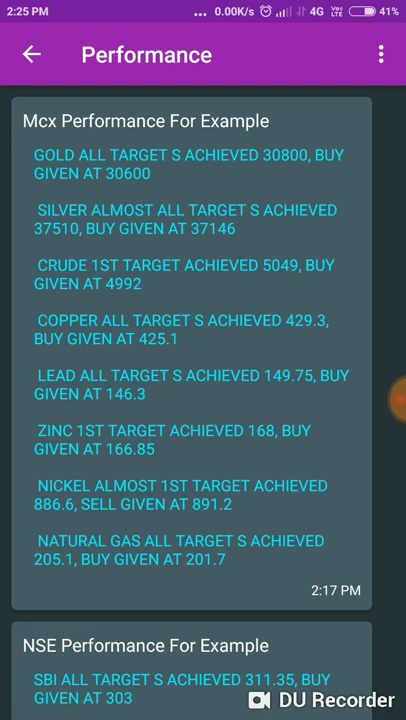 2:25 PM ... 0.00K/s 4G Vo) LTE 41%
Performance
Mcx Performance For Example
GOLD ALL TARGET S ACHIEVED 30800, BUY
GIVEN AT 30600
SILVER ALMOST ALL TARGET S ACHIEVED
37510, BUY GIVEN AT 37146
CRUDE 1ST TARGET ACHIEVED 5049, BUY
GIVEN AT 4992
COPPER ALL TARGET S ACHIEVED 429.3,
BUY GIVEN AT 425.1
LEAD ALL TARGET S ACHIEVED 149.75, BUY
GIVEN AT 146.3
ZINC 1ST TARGET ACHIEVED 168, BUY
GIVEN AT 166.85
NICKEL ALMOST 1ST TARGET ACHIEVED
886.6, SELL GIVEN AT 891.2
NATURAL GAS ALL TARGET S ACHIEVED
205.1, BUY GIVEN AT 201.7
2:17 PM
NSE Performance For Example
SBI ALL TARGET S ACHIEVED 311.35, BUY
GIVEN AT 303
DU Recorder